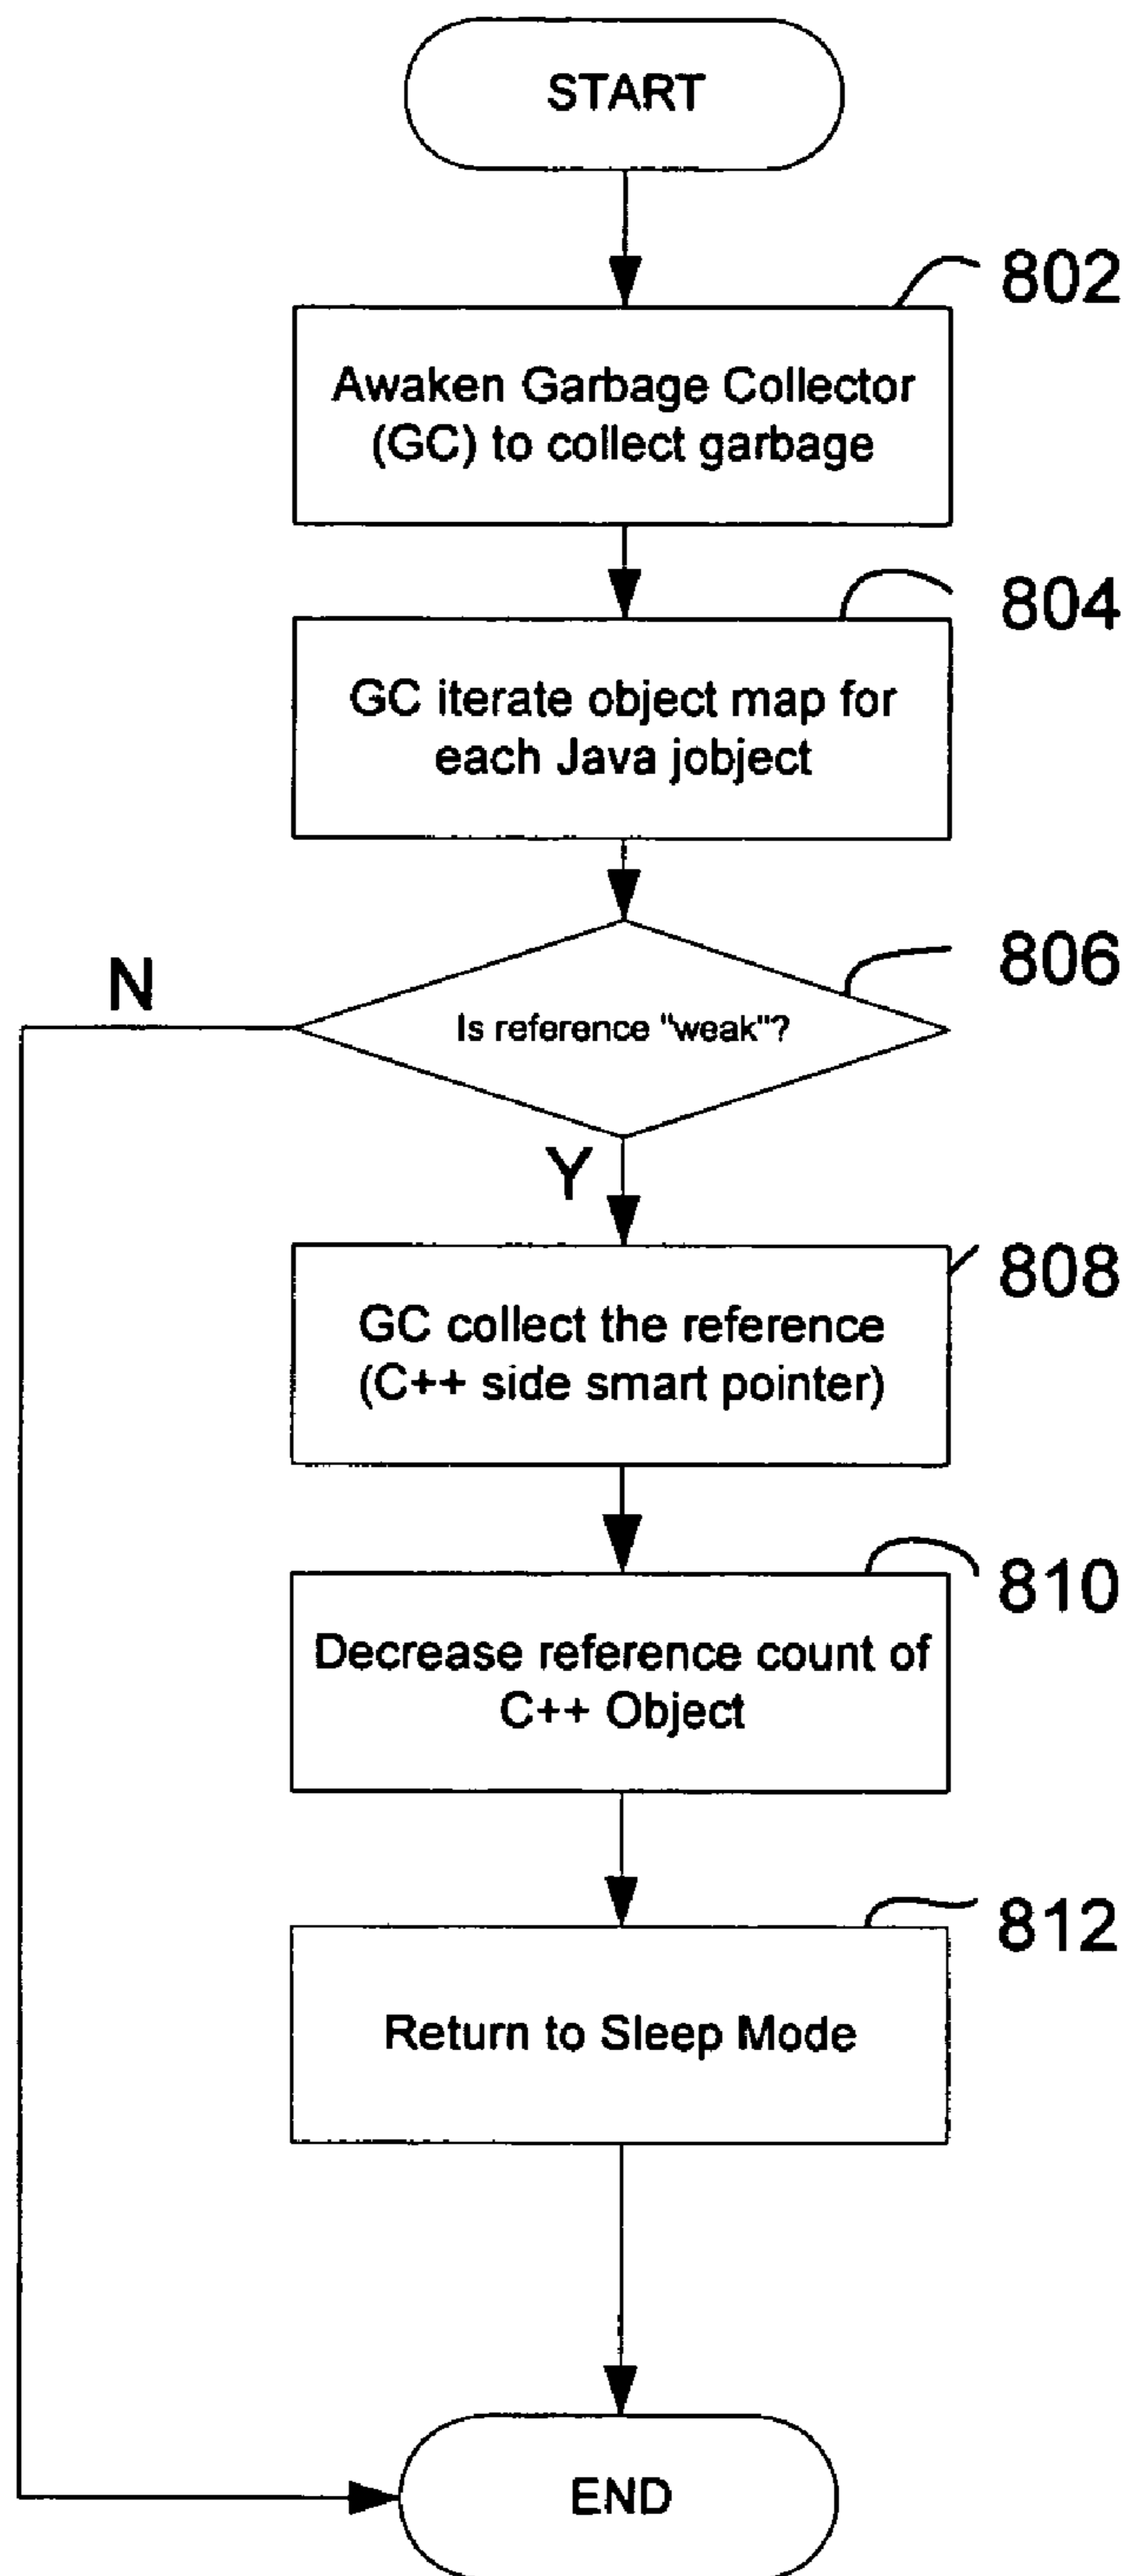 START
802
Awaken Garbage Collector
(GC) to collect garbage
804
GC iterate object map for
each Java jobject
806
N
Is reference "weak"?
Y
808
GC collect the reference
(C++ side smart pointer)
810
Decrease reference count of
C++ Object
812
Return to Sleep Mode
END